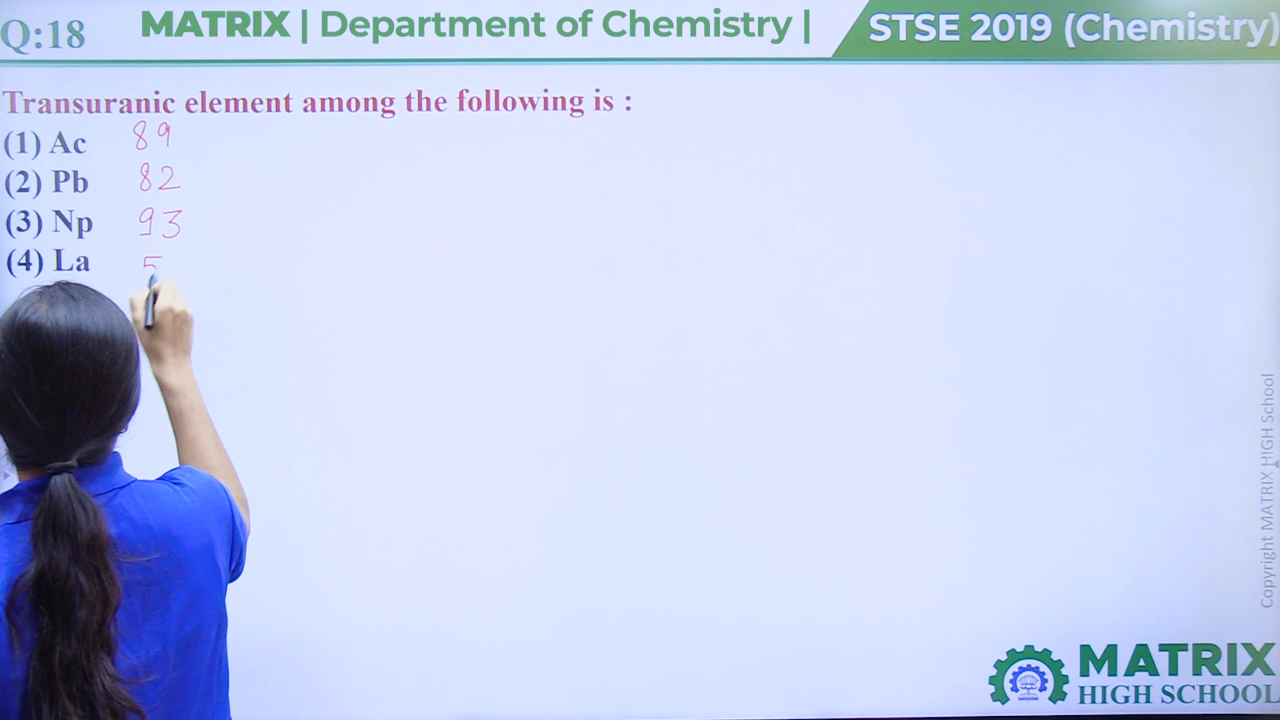 Q:18
MATRIX | Department of Chemistry |
STSE 2019 (Chemistry)
Transuranic element among the following is :
(1) Ac 89
(2) Pb 82
(3) Np 93
(4) La 5
Copyright MATRIX HIGH School
MATRIX
HIGH SCHOOL